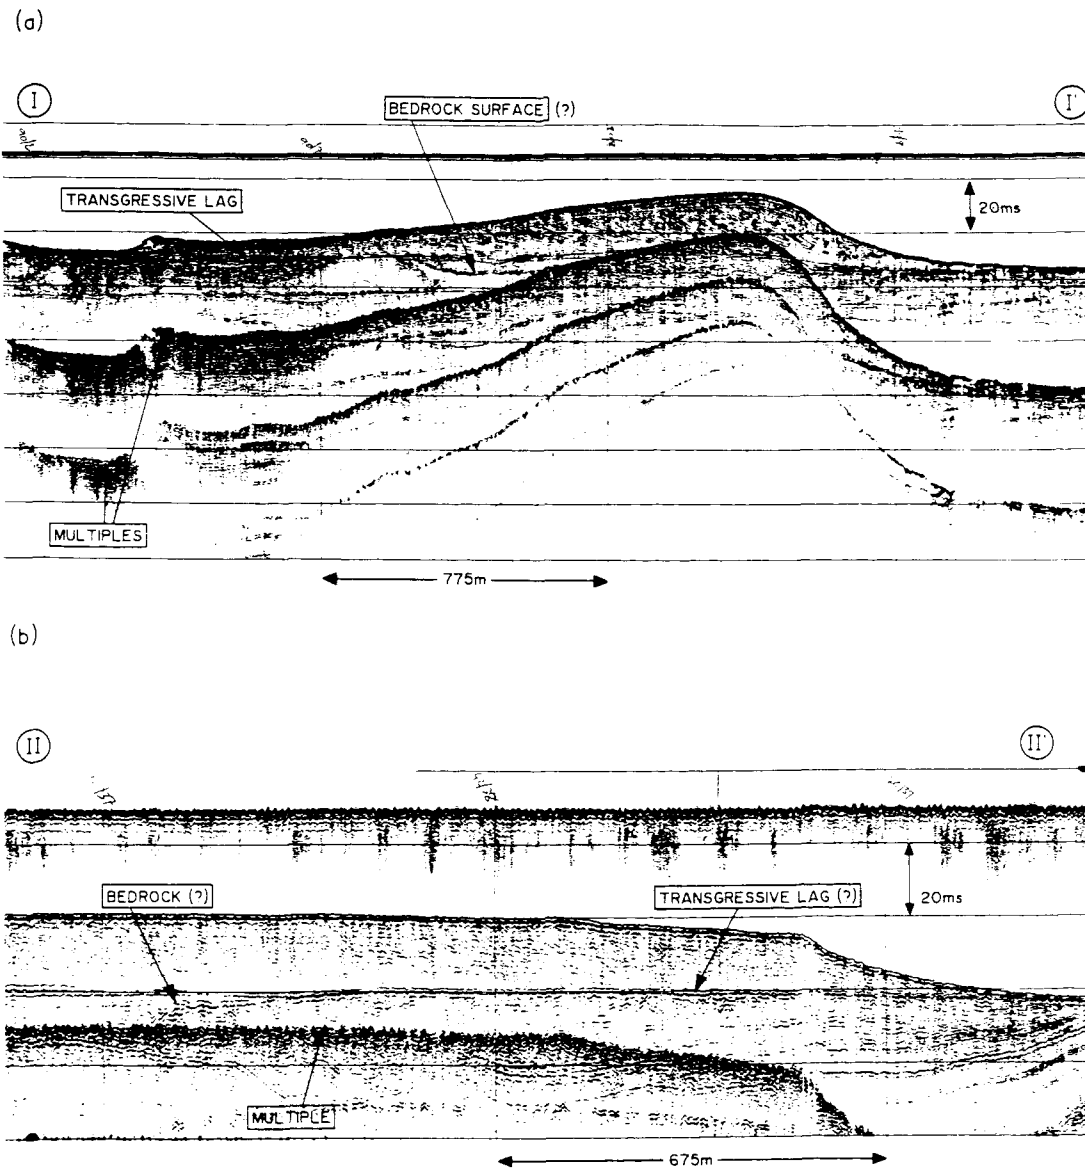 (a)
I
I'
BEDROCK SURFACE (?)
TRANSGRESSIVE LAG
20ms
MULTIPLES
775m
(b)
II
II'
BEDROCK (?)
TRANSGRESSIVE LAG (?)
20ms
MULTIPLE
675m